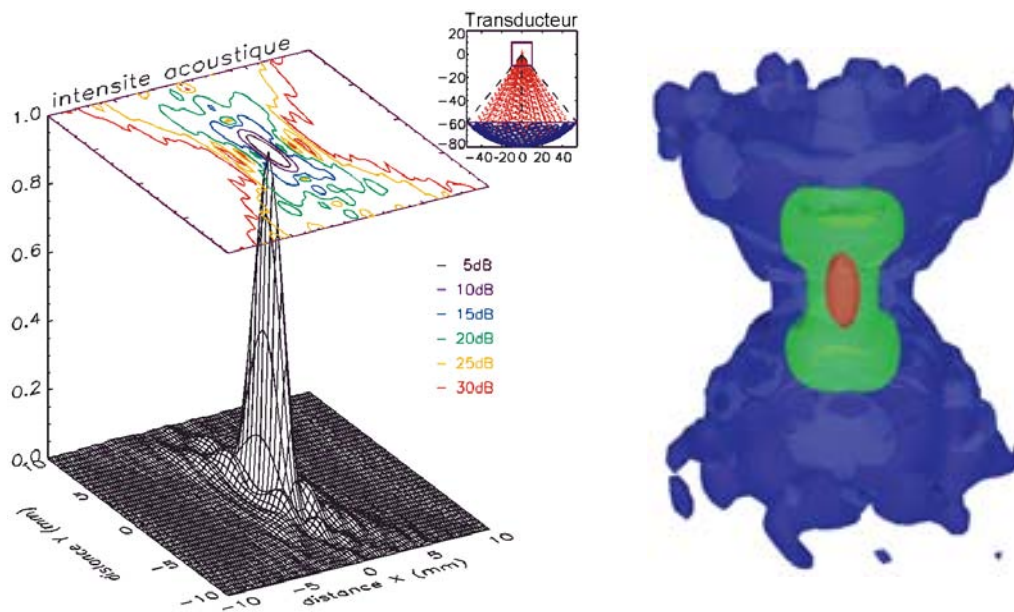 Transducteur
20
0
-20
-40
-60
-80
-40-20 0 20 40
intensite acoustique
1.0
0.8
0.6
0.4
0.2
0.0
– 5dB
– 10dB
– 15dB
– 20dB
– 25dB
– 30dB
10
5
0
-10
distance Y (mm)
-10
-5
0
5
10
distance x (mm)